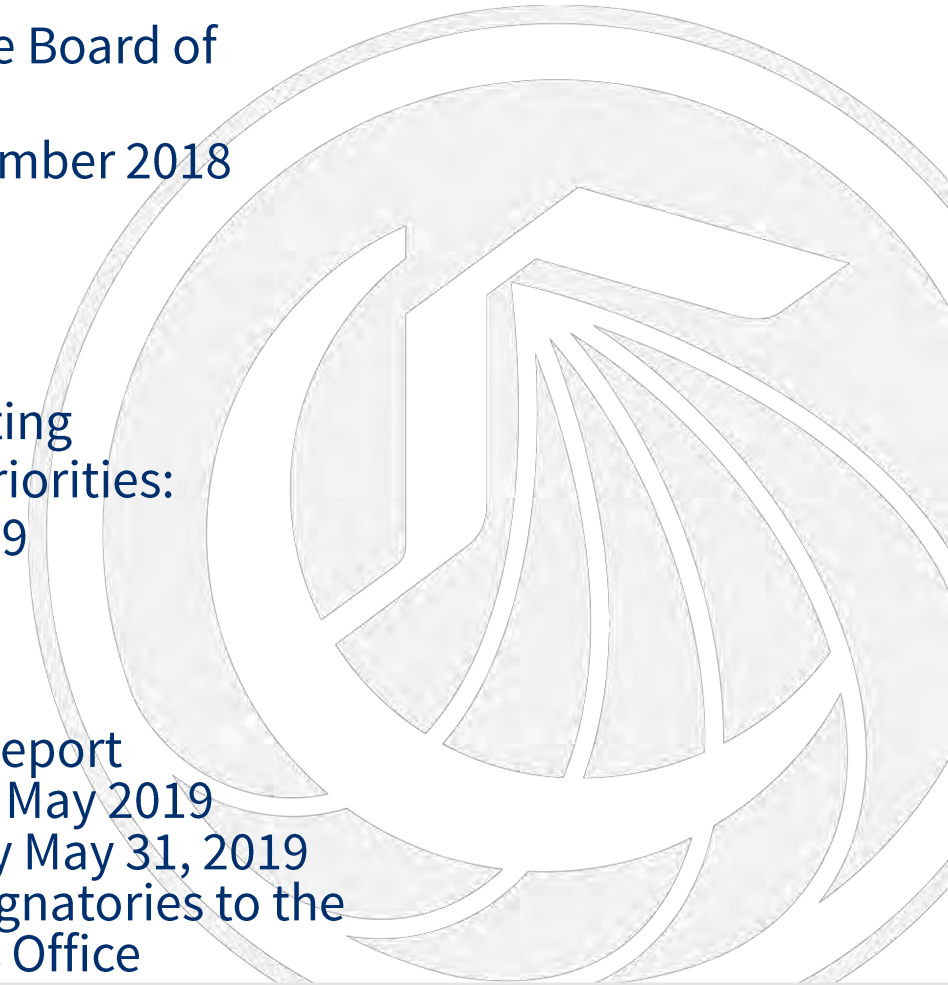 e Board of
mber 2018
ting
riorities:
9
eport
May 2019
y May 31, 2019
gnatories to the
Office